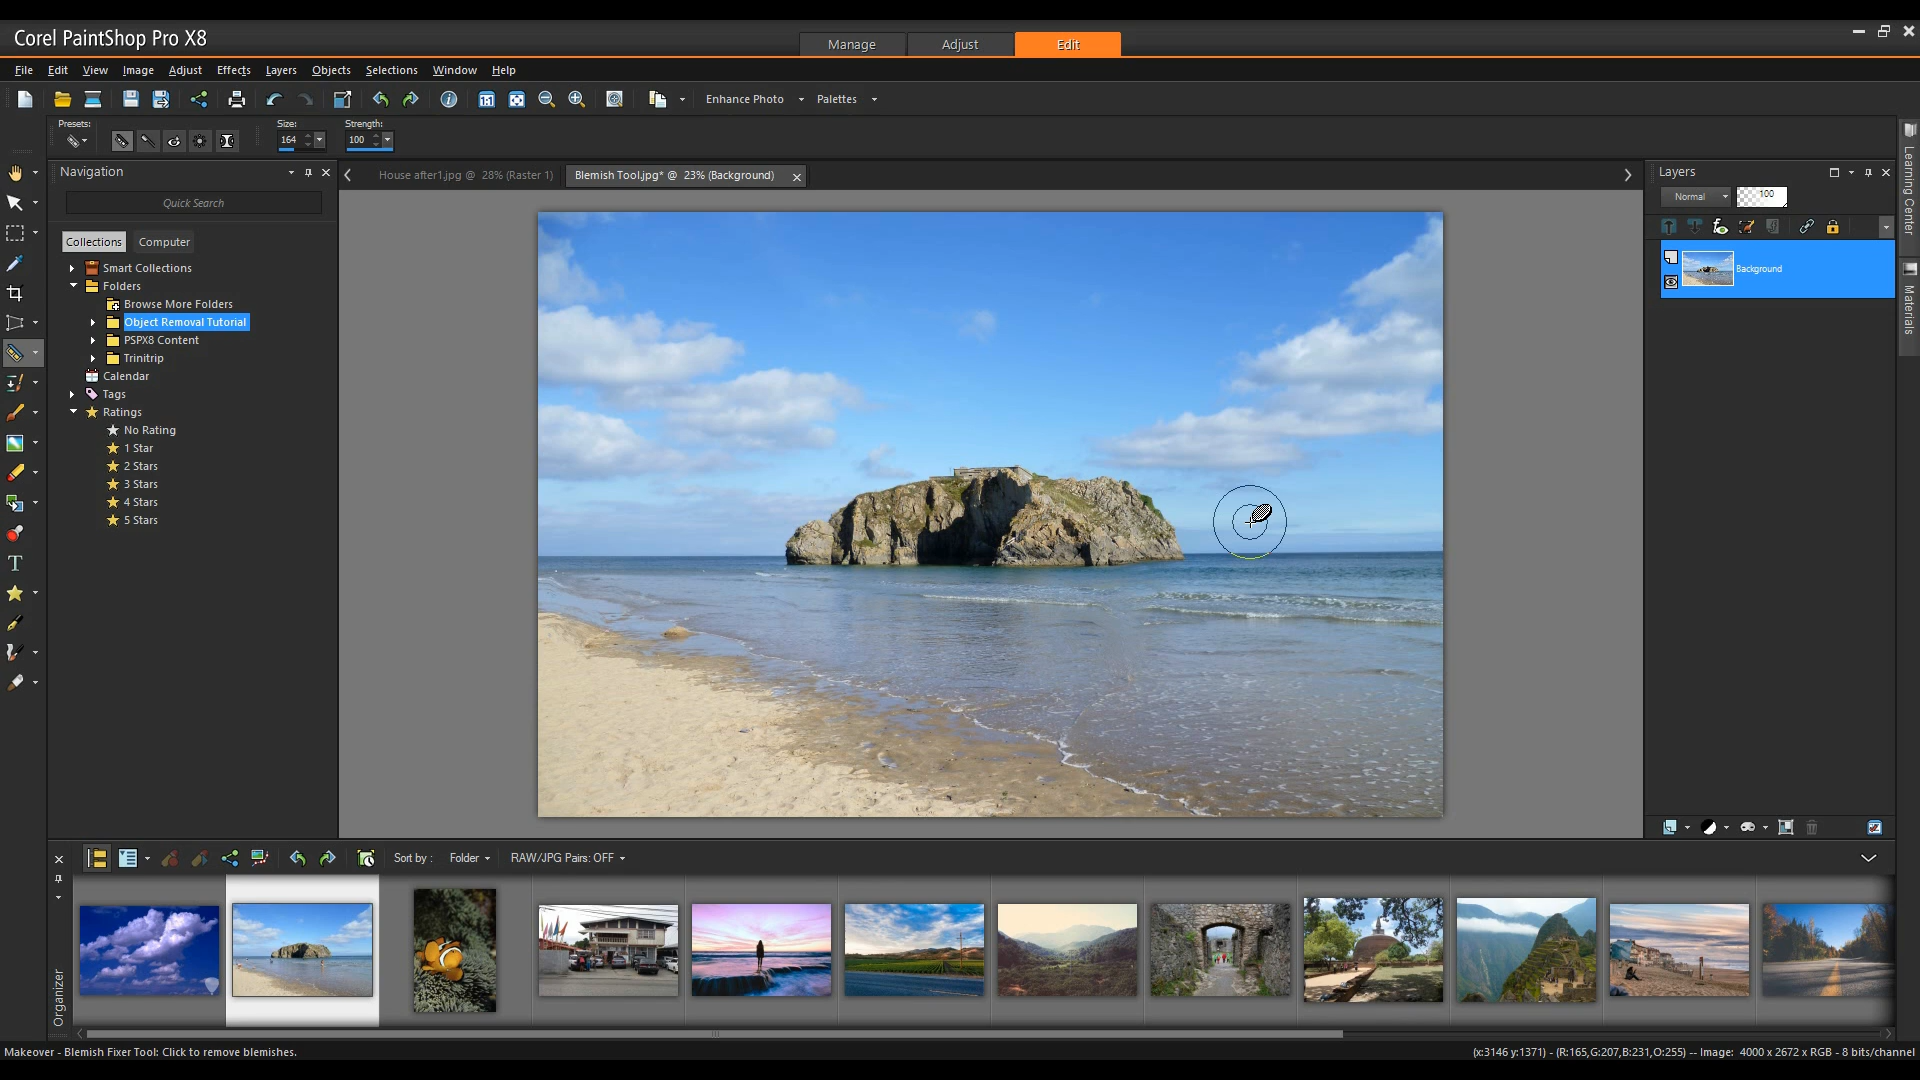 Corel PaintShop Pro X8
Manage Adjust Edit
File Edit View Image Adjust Effects Layers Objects Selections Window Help
Enhance Photo Palettes
Presets: Size: Strength:
164 100
Navigation
House after1.jpg @ 28% (Raster 1) Blemish Tool.jpg* @ 23% (Background)
Layers
Quick Search
Normal 100
Learning Center
Materials
Collections Computer
Background
Smart Collections
Folders
Browse More Folders
Object Removal Tutorial
PSPX8 Content
Trinitrip
Calendar
Tags
Ratings
No Rating
1 Star
2 Stars
3 Stars
4 Stars
5 Stars
Sort by : Folder RAW/JPG Pairs: OFF
Organizer
Makeover - Blemish Fixer Tool: Click to remove blemishes.
(x:3146 y:1371) - (R:165,G:207,B:231,O:255) -- Image: 4000 x 2672 x RGB - 8 bits/channel